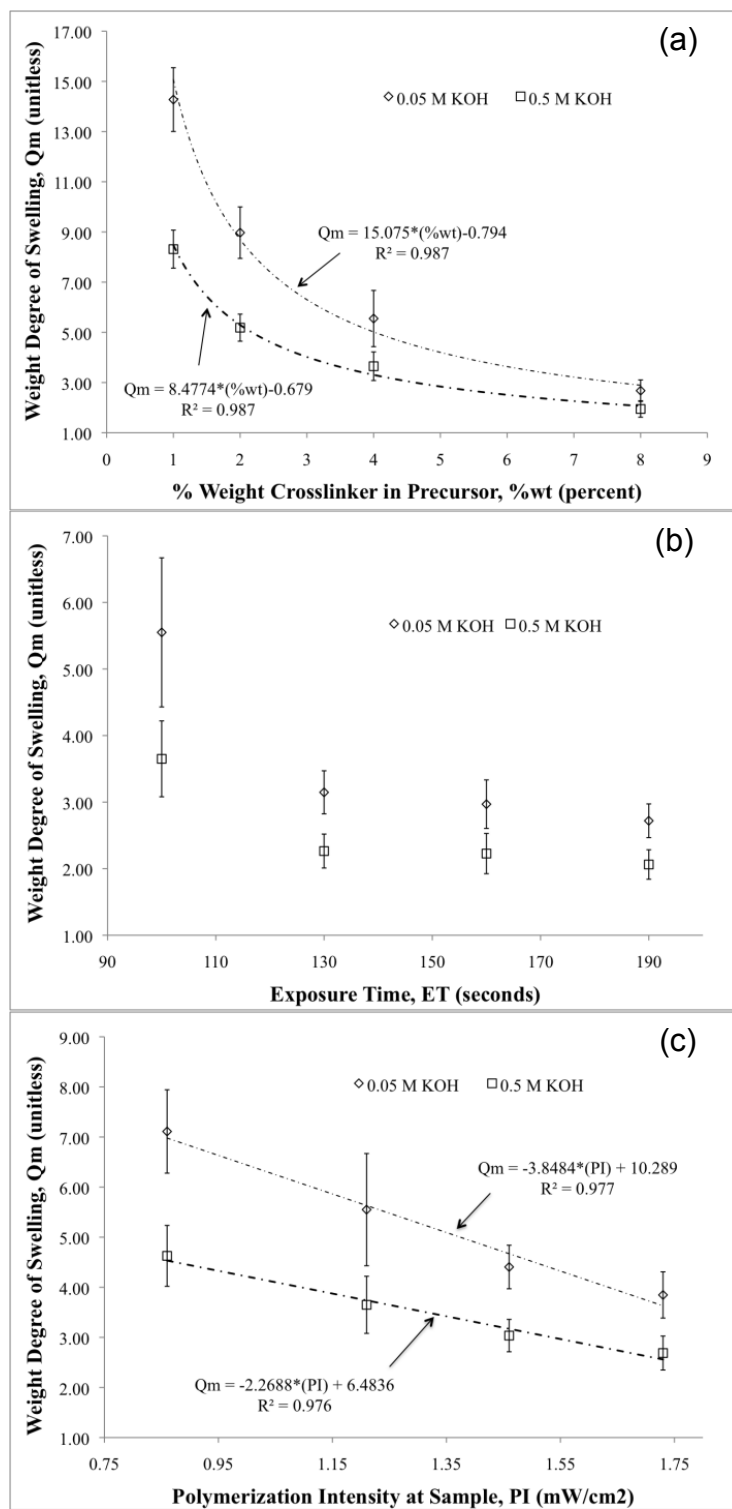 (a)
17.00
15.00
13.00
11.00
9.00
7.00
5.00
3.00
1.00
Weight Degree of Swelling, Qm (unitless)
0.05 M KOH
0.5 M KOH
Qm = 15.075*(%wt)-0.794
R² = 0.987
Qm = 8.4774*(%wt)-0.679
R² = 0.987
0 1 2 3 4 5 6 7 8 9
% Weight Crosslinker in Precursor, %wt (percent)
(b)
7.00
6.00
5.00
4.00
3.00
2.00
1.00
Weight Degree of Swelling, Qm (unitless)
0.05 M KOH
0.5 M KOH
90 110 130 150 170 190
Exposure Time, ET (seconds)
(c)
9.00
8.00
7.00
6.00
5.00
4.00
3.00
2.00
1.00
Weight Degree of Swelling, Qm (unitless)
0.05 M KOH
0.5 M KOH
Qm = -3.8484*(PI) + 10.289
R² = 0.977
Qm = -2.2688*(PI) + 6.4836
R² = 0.976
0.75 0.95 1.15 1.35 1.55 1.75
Polymerization Intensity at Sample, PI (mW/cm2)